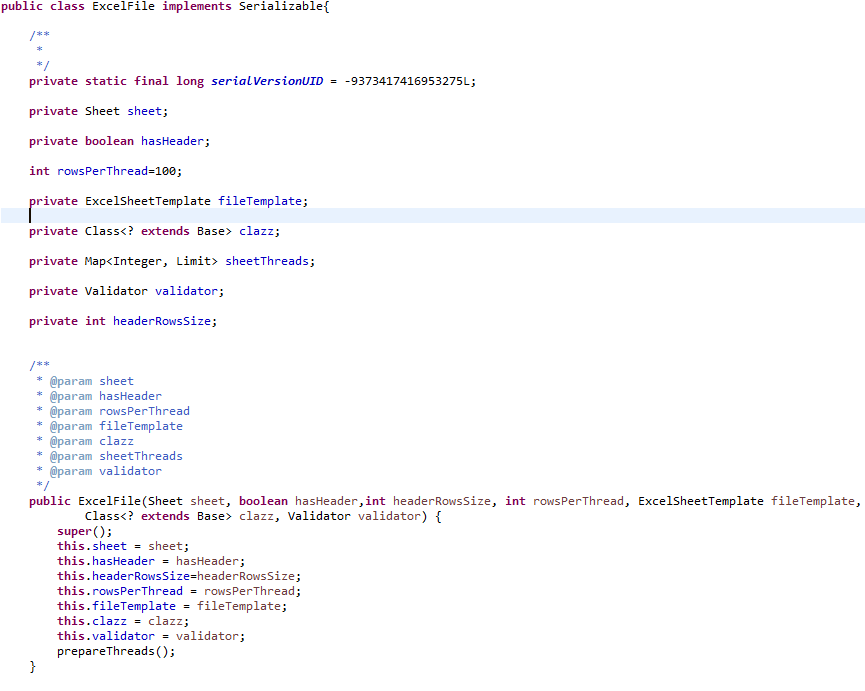 public class ExcelFile implements Serializable{
/**
*
*/
private static final long serialVersionUID = -9373417416953275L;
private Sheet sheet;
private boolean hasHeader;
int rowsPerThread=100;
private ExcelSheetTemplate fileTemplate;
private Class<? extends Base> clazz;
private Map<Integer, Limit> sheetThreads;
private Validator validator;
private int headerRowsSize;
/**
* @param sheet
* @param hasHeader
* @param rowsPerThread
* @param fileTemplate
* @param clazz
* @param sheetThreads
* @param validator
*/
public ExcelFile(Sheet sheet, boolean hasHeader,int headerRowsSize, int rowsPerThread, ExcelSheetTemplate fileTemplate,
Class<? extends Base> clazz, Validator validator) {
super();
this.sheet = sheet;
this.hasHeader = hasHeader;
this.headerRowsSize=headerRowsSize;
this.rowsPerThread = rowsPerThread;
this.fileTemplate = fileTemplate;
this.clazz = clazz;
this.validator = validator;
prepareThreads();
}